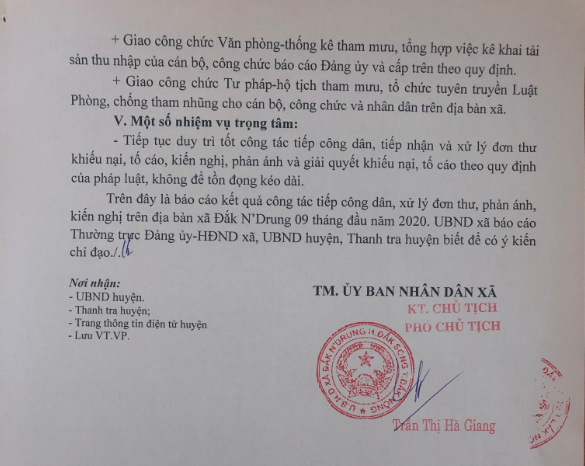 + Giao công chức Văn phòng-thống kê tham mưu, tổng hợp việc kê khai tài
sản thu nhập của cán bộ, công chức báo cáo Đảng ủy và cấp trên theo quy định.
+ Giao công chức Tư pháp-hộ tịch tham mưu, tổ chức tuyên truyền Luật
Phòng, chống tham nhũng cho cán bộ, công chức và nhân dân trên địa bàn xã.
V. Một số nhiệm vụ trọng tâm:
- Tiếp tục duy trì tốt công tác tiếp công dân, tiếp nhận và xử lý đơn thư
khiếu nại, tố cáo, kiến nghị, phản ánh và giải quyết khiếu nại, tố cáo theo quy định
của pháp luật, không để tồn đọng kéo dài.
Trên đây là báo cáo kết quả công tác tiếp công dân, xử lý đơn thư, phản ánh,
kiến nghị trên địa bàn xã Đắk N'Drung 09 tháng đầu năm 2020. UBND xã báo cáo
Thường trực Đảng ủy-HĐND xã, UBND huyện, Thanh tra huyện biết để có ý kiến
chỉ đạo./.
Nơi nhận:
- UBND huyện.
- Thanh tra huyện;
- Trang thông tin điện tử huyện
- Lưu VT.VP.
TM. ỦY BAN NHÂN DÂN XÃ
KT. CHỦ TỊCH
PHÓ CHỦ TỊCH
U.B.N.D XÃ ĐẮK N'DRUNG H.ĐẮK SONG T.ĐẮK NÔNG
Trần Thị Hà Giang